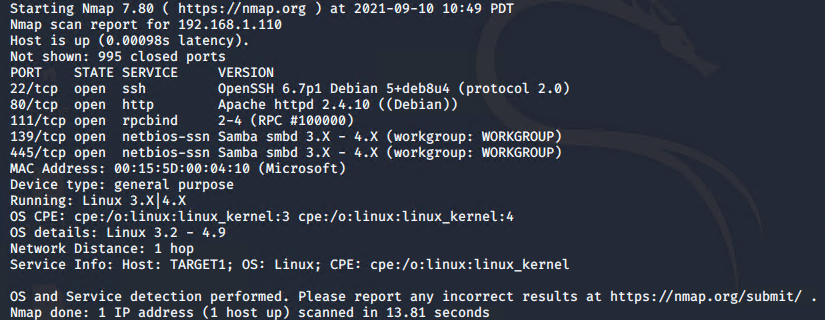 Starting Nmap 7.80 ( https://nmap.org ) at 2021-09-10 10:49 PDT
Nmap scan report for 192.168.1.110
Host is up (0.00098s latency).
Not shown: 995 closed ports
PORT    STATE SERVICE     VERSION
22/tcp  open  ssh         OpenSSH 6.7p1 Debian 5+deb8u4 (protocol 2.0)
80/tcp  open  http        Apache httpd 2.4.10 ((Debian))
111/tcp open  rpcbind     2-4 (RPC #100000)
139/tcp open  netbios-ssn Samba smbd 3.X - 4.X (workgroup: WORKGROUP)
445/tcp open  netbios-ssn Samba smbd 3.X - 4.X (workgroup: WORKGROUP)
MAC Address: 00:15:5D:00:04:10 (Microsoft)
Device type: general purpose
Running: Linux 3.X|4.X
OS CPE: cpe:/o:linux:linux_kernel:3 cpe:/o:linux:linux_kernel:4
OS details: Linux 3.2 - 4.9
Network Distance: 1 hop
Service Info: Host: TARGET1; OS: Linux; CPE: cpe:/o:linux:linux_kernel
OS and Service detection performed. Please report any incorrect results at https://nmap.org/submit/ .
Nmap done: 1 IP address (1 host up) scanned in 13.81 seconds